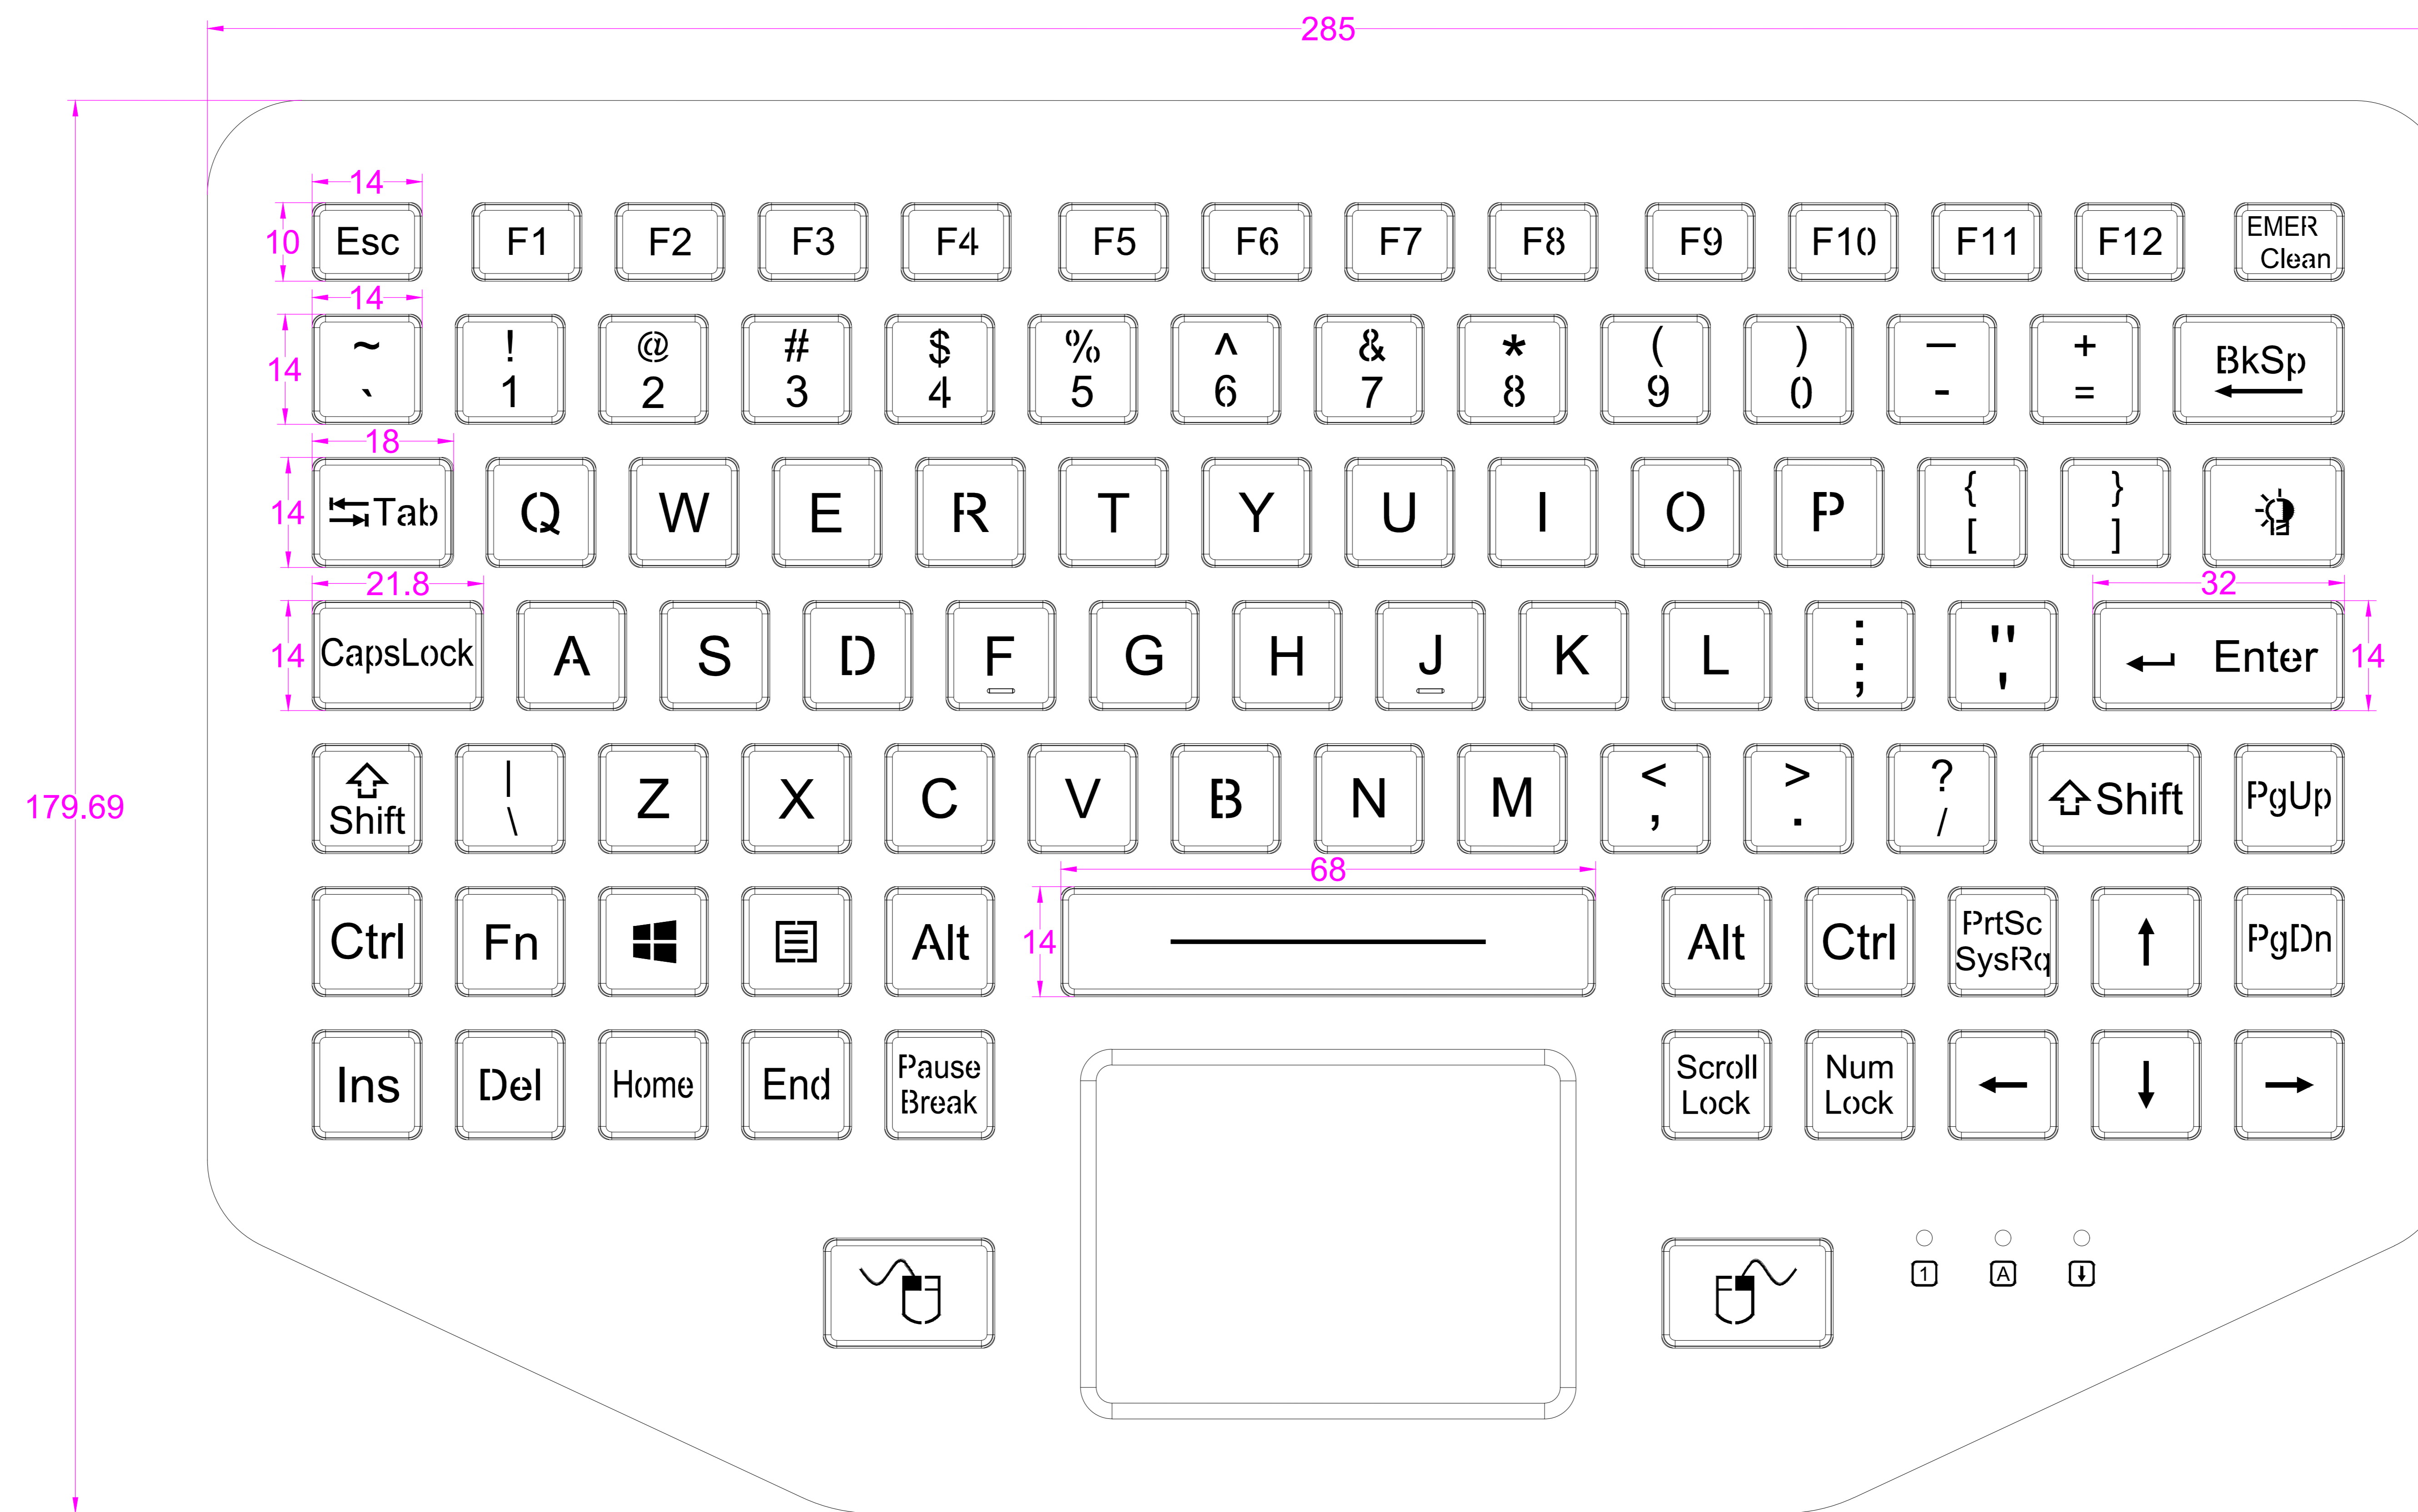 285
14
10 Esc F1 F2 F3 F4 F5 F6 F7 F8 F9 F10 F11 F12 EMER
Clean
14
~ ! @ # $ % ^ & * ( ) — +
14 ` 1 2 3 4 5 6 7 8 9 0 - = BkSp
18
14 Tab Q W E R T Y U I O P { }
[ ]
21.8 32
14 CapsLock A S D F G H J K L : " Enter 14
; '
| < > ?
Shift \ Z X C V B N M , . / Shift PgUp
179.69
68
14
Ctrl Fn Alt Alt Ctrl PrtSc PgDn
SysRq
Ins Del Home End Pause Scroll Num
Break Lock Lock
1 A